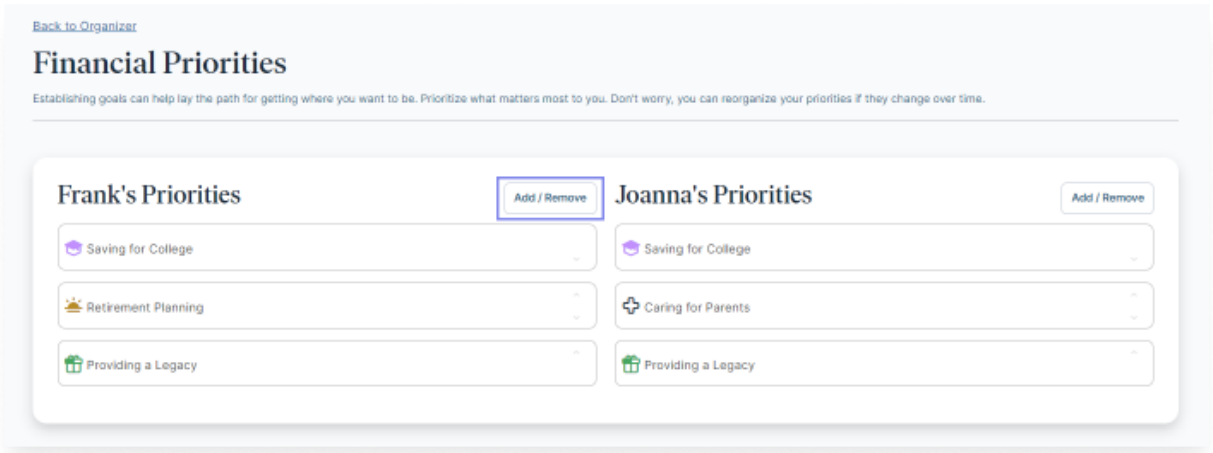 Back to Organizer
Financial Priorities
Establishing goals can help lay the path for getting where you want to be. Prioritize what matters most to you. Don't worry, you can reorganize your priorities if they change over time.
Frank's Priorities
Add / Remove
Saving for College
Retirement Planning
Providing a Legacy
Joanna's Priorities
Add / Remove
Saving for College
Caring for Parents
Providing a Legacy